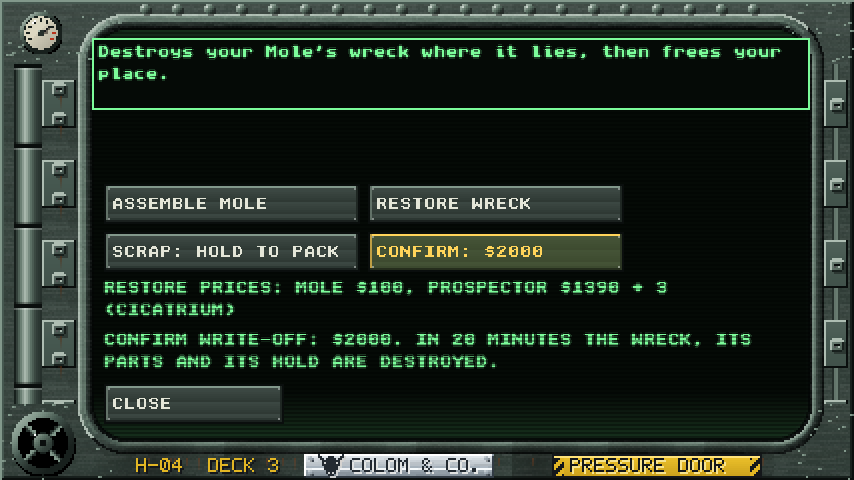 Destroys your Mole's wreck where it lies, then frees your
place.
ASSEMBLE MOLE
RESTORE WRECK
SCRAP: HOLD TO PACK
CONFIRM: $2000
RESTORE PRICES: MOLE $100, PROSPECTOR $1390 + 3
(CICATRIUM)
CONFIRM WRITE-OFF: $2000. IN 20 MINUTES THE WRECK, ITS
PARTS AND ITS HOLD ARE DESTROYED.
CLOSE
H-04 DECK 3
COLOM & CO.
PRESSURE DOOR